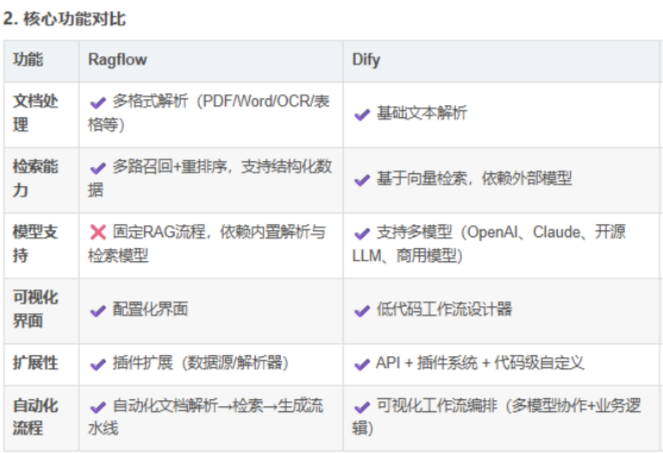 2. 核心功能对比
功能 Ragflow Dify
文档处
理
✔ 多格式解析（PDF/Word/OCR/表
格等）
✔ 基础文本解析
检索能
力
✔ 多路召回+重排序，支持结构化数
据
✔ 基于向量检索，依赖外部模型
模型支
持
❌ 固定RAG流程，依赖内置解析与
检索模型
✔ 支持多模型（OpenAI、Claude、开源
LLM、商用模型）
可视化
界面
✔ 配置化界面
✔ 低代码工作流设计器
扩展性
✔ 插件扩展（数据源/解析器）
✔ API + 插件系统 + 代码级自定义
自动化
流程
✔ 自动化文档解析→检索→生成流
水线
✔ 可视化工作流编排（多模型协作+业务逻
辑）